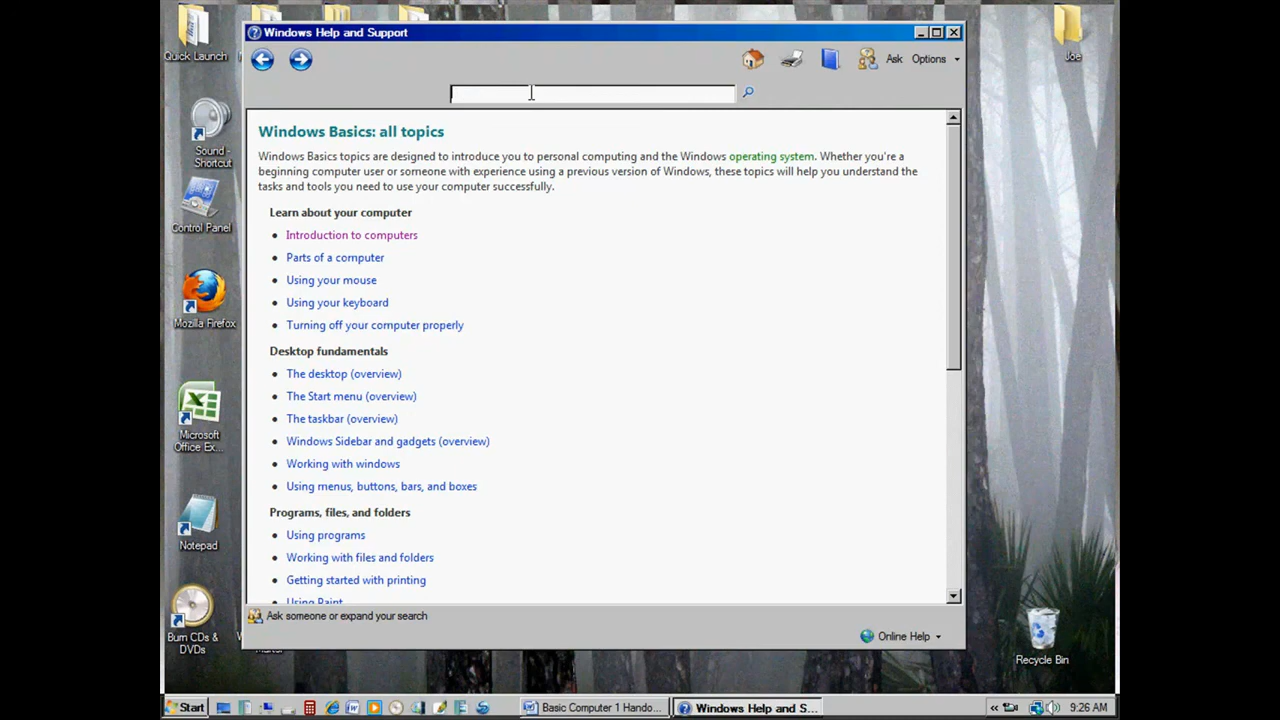 Quick Launch
Joe
Windows Help and Support
Ask
Options
Windows Basics: all topics
Windows Basics topics are designed to introduce you to personal computing and the Windows operating system. Whether you're a
beginning computer user or someone with experience using a previous version of Windows, these topics will help you understand the
tasks and tools you need to use your computer successfully.
Learn about your computer
Introduction to computers
Parts of a computer
Using your mouse
Using your keyboard
Turning off your computer properly
Desktop fundamentals
The desktop (overview)
The Start menu (overview)
The taskbar (overview)
Windows Sidebar and gadgets (overview)
Working with windows
Using menus, buttons, bars, and boxes
Programs, files, and folders
Using programs
Working with files and folders
Getting started with printing
Using Paint
Ask someone or expand your search
Online Help
Sound -
Shortcut
Control Panel
Mozilla Firefox
Microsoft
Office Ex...
Notepad
Burn CDs &
DVDs
Recycle Bin
Start
Basic Computer 1 Hando...
Windows Help and S...
9:26 AM